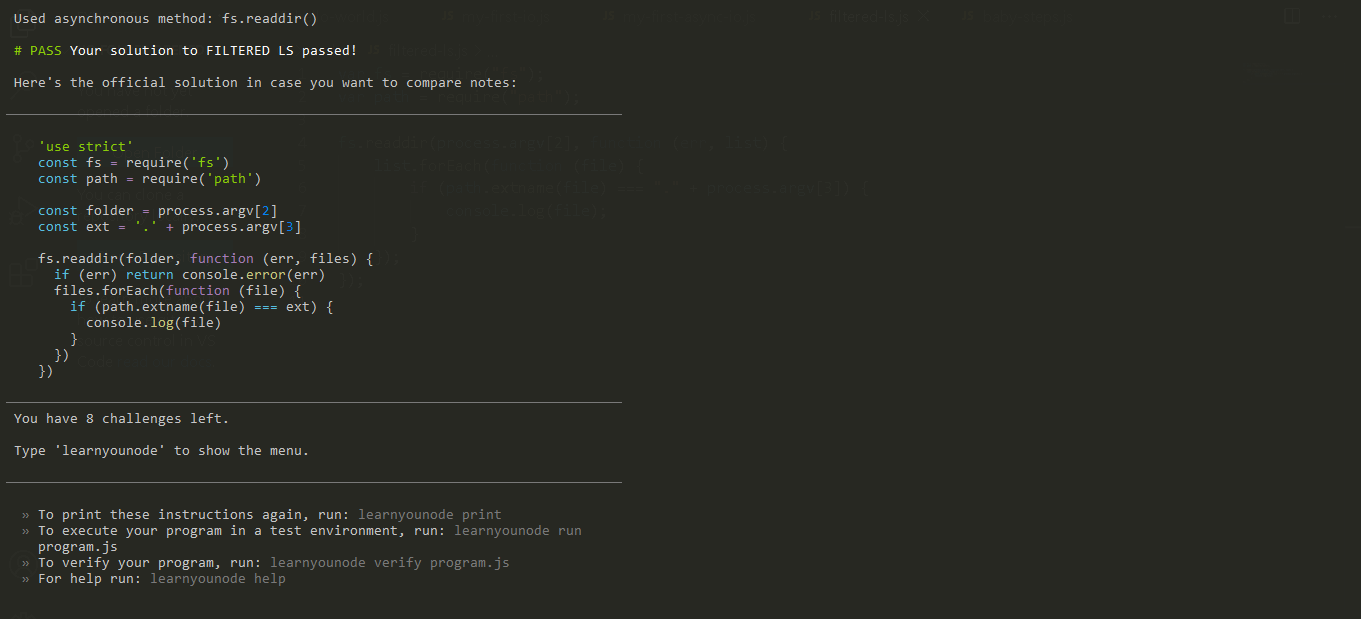 Used asynchronous method: fs.readdir()
# PASS Your solution to FILTERED LS passed!
Here's the official solution in case you want to compare notes:
'use strict'
const fs = require('fs')
const path = require('path')
const folder = process.argv[2]
const ext = '.' + process.argv[3]
fs.readdir(folder, function (err, files) {
if (err) return console.error(err)
files.forEach(function (file) {
if (path.extname(file) === ext) {
console.log(file)
}
})
})
You have 8 challenges left.
Type 'learnyounode' to show the menu.
» To print these instructions again, run: learnyounode print
» To execute your program in a test environment, run: learnyounode run
program.js
» To verify your program, run: learnyounode verify program.js
» For help run: learnyounode help